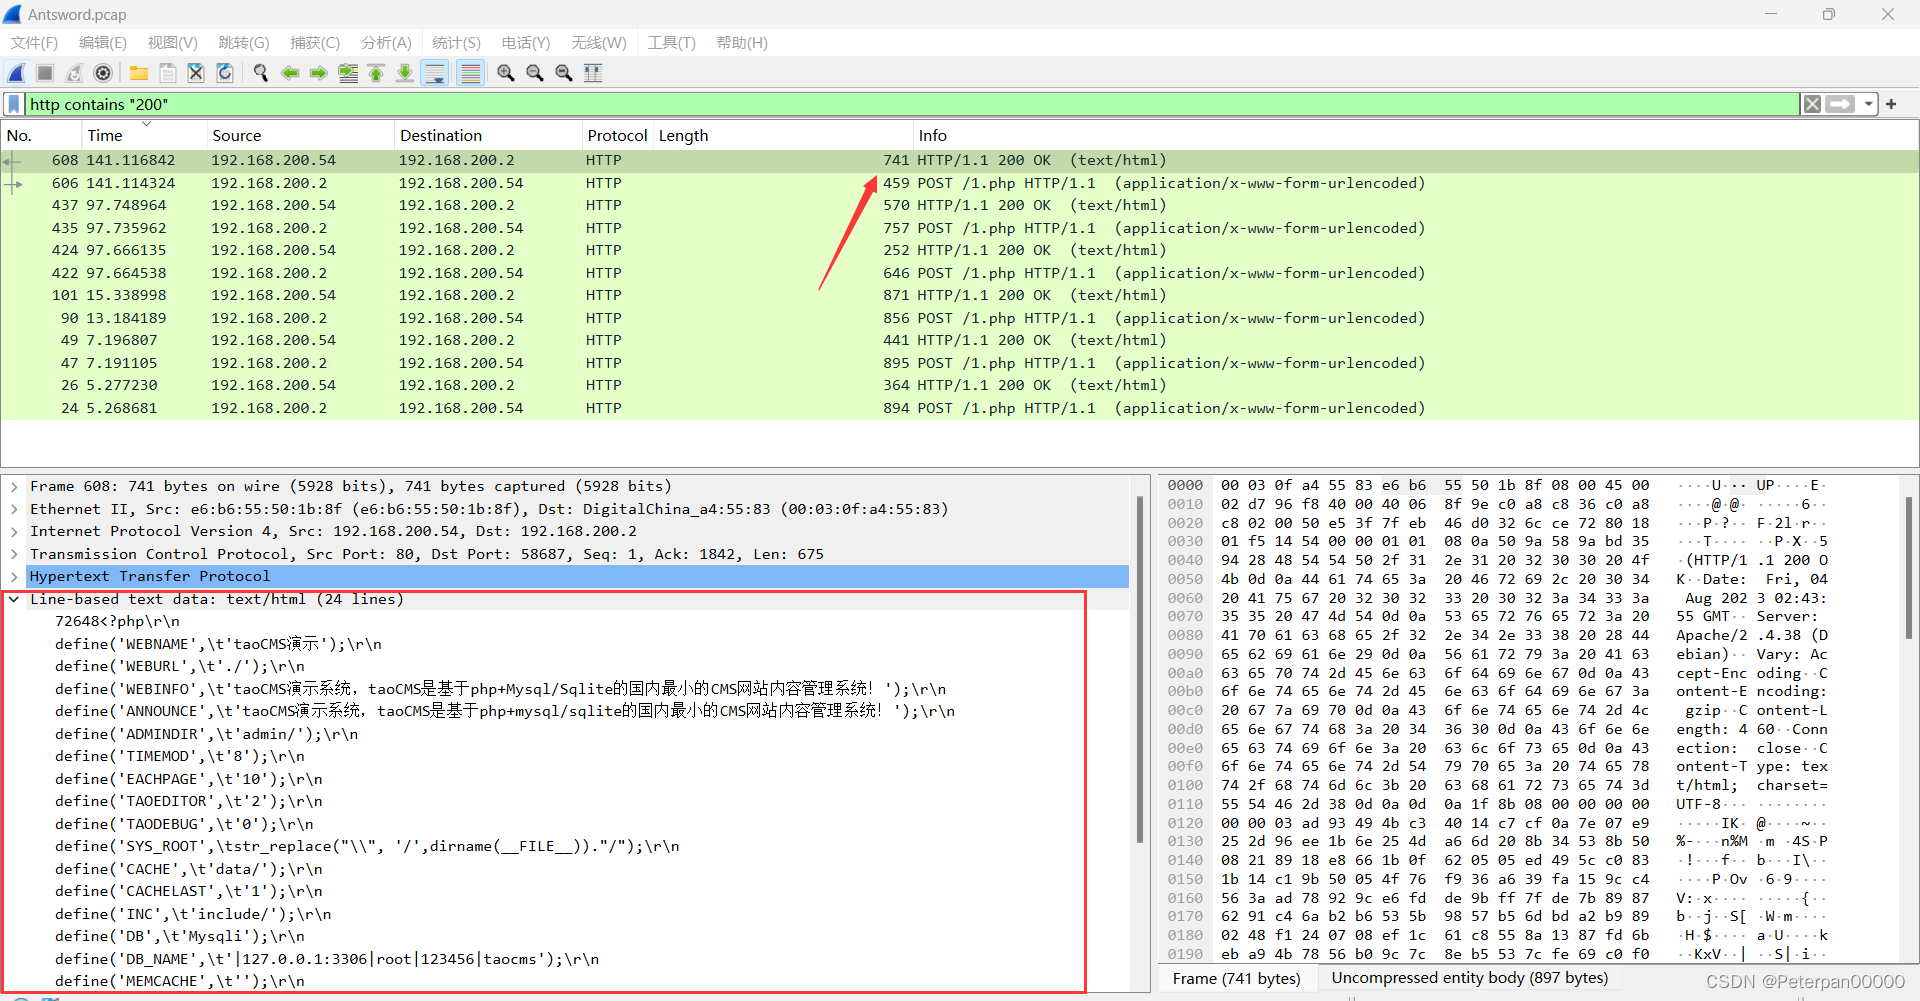 Antsword.pcap
文件(F) 编辑(E) 视图(V) 跳转(G) 捕获(C) 分析(A) 统计(S) 电话(Y) 无线(W) 工具(T) 帮助(H)
http contains "200"
No. Time Source Destination Protocol Length Info
608 141.116842 192.168.200.54 192.168.200.2 HTTP 741 HTTP/1.1 200 OK (text/html)
606 141.114324 192.168.200.2 192.168.200.54 HTTP 459 POST /1.php HTTP/1.1 (application/x-www-form-urlencoded)
437 97.748964 192.168.200.54 192.168.200.2 HTTP 570 HTTP/1.1 200 OK (text/html)
435 97.735962 192.168.200.2 192.168.200.54 HTTP 757 POST /1.php HTTP/1.1 (application/x-www-form-urlencoded)
424 97.666135 192.168.200.54 192.168.200.2 HTTP 252 HTTP/1.1 200 OK (text/html)
422 97.664538 192.168.200.2 192.168.200.54 HTTP 646 POST /1.php HTTP/1.1 (application/x-www-form-urlencoded)
101 15.338998 192.168.200.54 192.168.200.2 HTTP 871 HTTP/1.1 200 OK (text/html)
90 13.184189 192.168.200.2 192.168.200.54 HTTP 856 POST /1.php HTTP/1.1 (application/x-www-form-urlencoded)
49 7.196807 192.168.200.54 192.168.200.2 HTTP 441 HTTP/1.1 200 OK (text/html)
47 7.191105 192.168.200.2 192.168.200.54 HTTP 895 POST /1.php HTTP/1.1 (application/x-www-form-urlencoded)
26 5.277230 192.168.200.54 192.168.200.2 HTTP 364 HTTP/1.1 200 OK (text/html)
24 5.268681 192.168.200.2 192.168.200.54 HTTP 894 POST /1.php HTTP/1.1 (application/x-www-form-urlencoded)
Frame 608: 741 bytes on wire (5928 bits), 741 bytes captured (5928 bits)
Ethernet II, Src: e6:b6:55:50:1b:8f (e6:b6:55:50:1b:8f), Dst: DigitalChina_a4:55:83 (00:03:0f:a4:55:83)
Internet Protocol Version 4, Src: 192.168.200.54, Dst: 192.168.200.2
Transmission Control Protocol, Src Port: 80, Dst Port: 58687, Seq: 1, Ack: 1842, Len: 675
Hypertext Transfer Protocol
Line-based text data: text/html (24 lines)
72648<?php\r\n
define('WEBNAME',\t'taoCMS演示');\r\n
define('WEBURL',\t'./');\r\n
define('WEBINFO',\t'taoCMS演示系统，taoCMS是基于php+Mysql/Sqlite的国内最小的CMS网站内容管理系统！');\r\n
define('ANNOUNCE',\t'taoCMS演示系统，taoCMS是基于php+mysql/sqlite的国内最小的CMS网站内容管理系统！');\r\n
define('ADMINDIR',\t'admin/');\r\n
define('TIMEMOD',\t'8');\r\n
define('EACHPAGE',\t'10');\r\n
define('TAOEDITOR',\t'2');\r\n
define('TAODEBUG',\t'0');\r\n
define('SYS_ROOT',\tstr_replace("\\", '/',dirname(__FILE__))."/");\r\n
define('CACHE',\t'data/');\r\n
define('CACHELAST',\t'1');\r\n
define('INC',\t'include/');\r\n
define('DB',\t'Mysqli');\r\n
define('DB_NAME',\t'|127.0.0.1:3306|root|123456|taocms');\r\n
define('MEMCACHE',\t'');\r\n
0000 00 03 0f a4 55 83 e6 b6 55 50 1b 8f 08 00 45 00 ····U··· UP····E·
0010 02 d7 96 f8 40 00 40 06 8f 9e c0 a8 c8 36 c0 a8 ····@·@· ·····6··
0020 c8 02 00 50 e5 3f 7f eb 46 d0 32 6c ce 72 80 18 ···P·?·· F·2l·r··
0030 01 f5 14 54 00 00 01 01 08 0a 50 9a 58 9a bd 35 ···T···· ··P·X··5
0040 94 28 48 54 54 50 2f 31 2e 31 20 32 30 30 20 4f ·(HTTP/1 .1 200 O
0050 4b 0d 0a 44 61 74 65 3a 20 46 72 69 2c 20 30 34 K··Date: Fri, 04
0060 20 41 75 67 20 32 30 32 33 20 30 32 3a 34 33 3a Aug 202 3 02:43:
0070 35 35 20 47 4d 54 0d 0a 53 65 72 76 65 72 3a 20 55 GMT·· Server:
0080 41 70 61 63 68 65 2f 32 2e 34 2e 33 38 20 28 44 Apache/2 .4.38 (D
0090 65 62 69 61 6e 29 0d 0a 56 61 72 79 3a 20 41 63 ebian)·· Vary: Ac
00a0 63 65 70 74 2d 45 6e 63 6f 64 69 6e 67 0d 0a 43 cept-Enc oding··C
00b0 6f 6e 74 65 6e 74 2d 45 6e 63 6f 64 69 6e 67 3a ontent-E ncoding:
00c0 20 67 7a 69 70 0d 0a 43 6f 6e 74 65 6e 74 2d 4c gzip··C ontent-L
00d0 65 6e 67 74 68 3a 20 34 36 30 0d 0a 43 6f 6e 6e ength: 4 60··Conn
00e0 65 63 74 69 6f 6e 3a 20 63 6c 6f 73 65 0d 0a 43 ection: close··C
00f0 6f 6e 74 65 6e 74 2d 54 79 70 65 3a 20 74 65 78 ontent-T ype: tex
0100 74 2f 68 74 6d 6c 3b 20 63 68 61 72 73 65 74 3d t/html; charset=
0110 55 54 46 2d 38 0d 0a 0d 0a 1f 8b 08 00 00 00 00 UTF-8··· ········
0120 00 00 03 ad 93 49 4b c3 40 14 c7 cf 0a 7e 07 e9 ·····IK· @····~··
0130 25 2d 96 ee 1b 6e 25 4d a6 6d 20 8b 34 53 8b 50 %-···n%M ·m ·4S·P
0140 08 21 89 18 e8 66 1b 0f 62 05 05 ed 49 5c c0 83 ·!···f·· b···I\··
0150 1b 14 c1 9b 50 05 4f 76 f9 36 a6 39 fa 15 9c c4 ····P·Ov ·6·9····
0160 56 3a ad 78 92 9c e6 fd de 9b ff 7f de 7b 89 87 V:·x···· ·····{··
0170 62 91 c4 6a b2 b6 53 5b 98 57 b5 6d bd a2 b9 89 b··j··S[ ·W·m····
0180 02 48 f1 24 07 08 ef 1c 61 c8 55 8a 13 87 fd 6b ·H·$···· a·U····k
0190 eb a9 4b 78 56 b0 9c 7c 8e b5 53 7c fe 69 c0 f0 ··KxV··| ··S|·i··
Frame (741 bytes) Uncompressed entity body (897 bytes)
CSDN @Peterpan00000